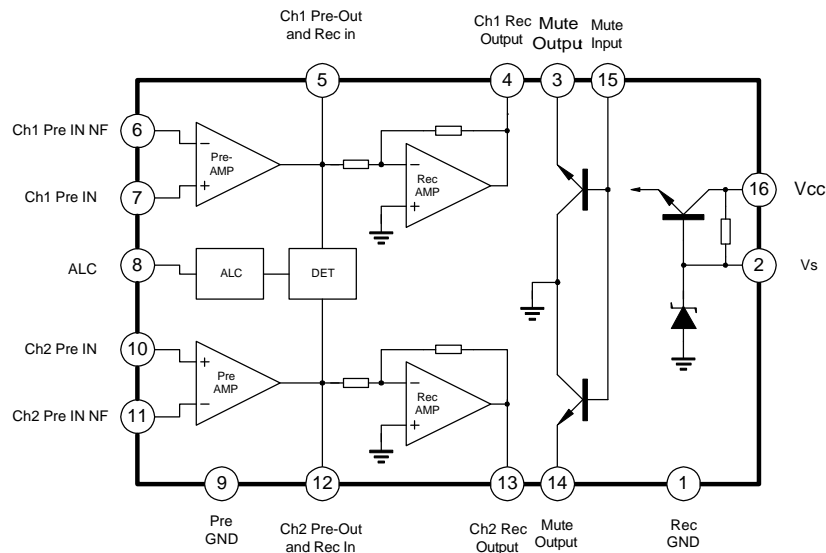 Ch1 Pre-Out
and Rec in
Ch1 Rec
Output
Mute
Output
Mute
Input
5
4
3
15
6
Ch1 Pre IN NF
7
Ch1 Pre IN
Pre-
AMP
Rec
AMP
16
Vcc
2
Vs
8
ALC
ALC
DET
10
Ch2 Pre IN
11
Ch2 Pre IN NF
Pre
AMP
Rec
AMP
9
12
13
14
1
Pre
GND
Ch2 Pre-Out
and Rec In
Ch2 Rec
Output
Mute
Output
Rec
GND